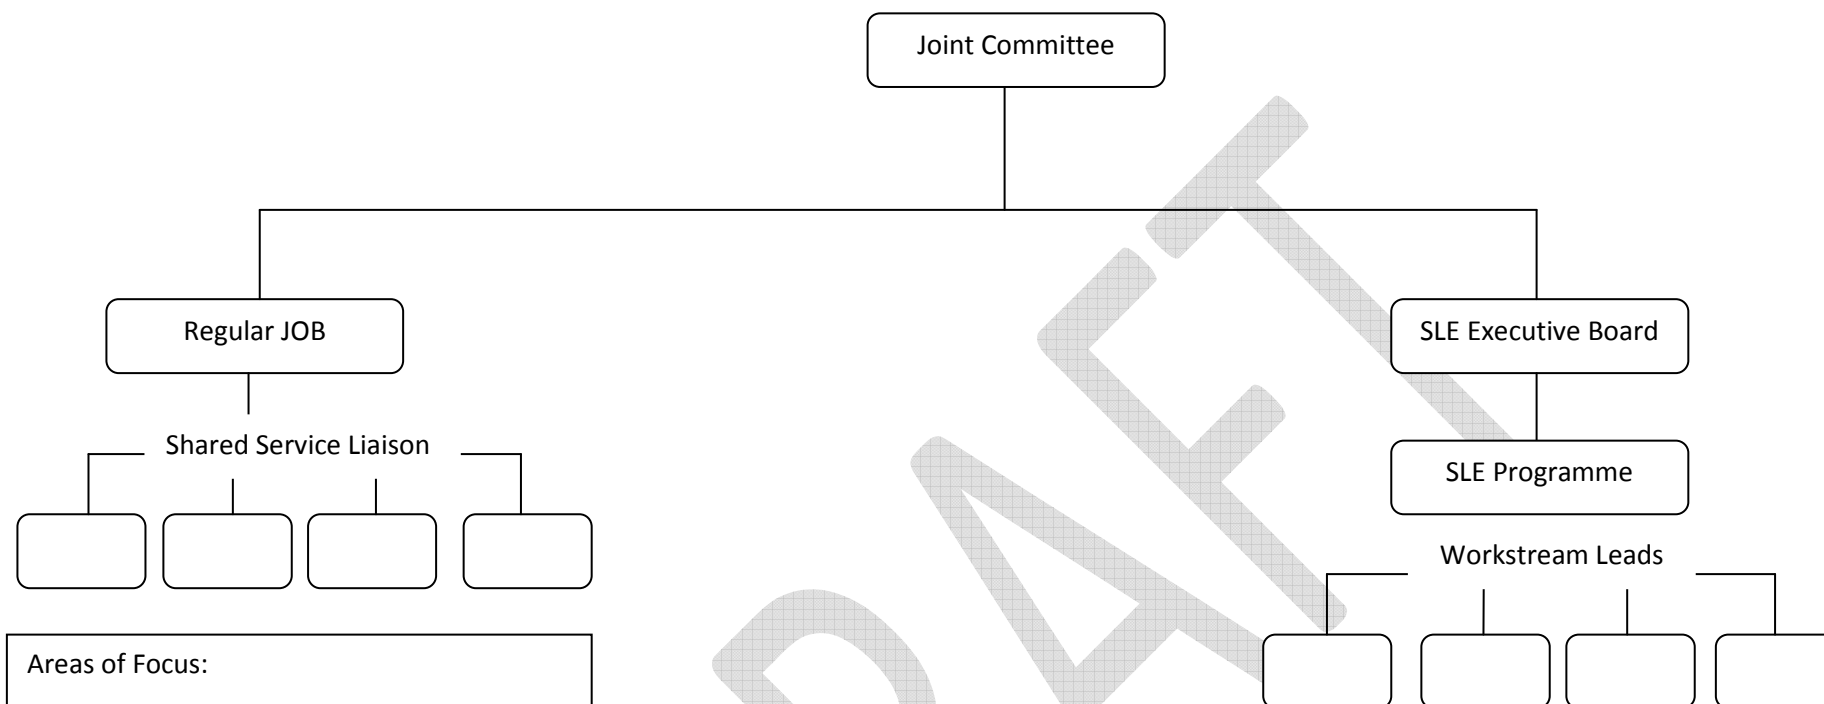 Joint Committee
Regular JOB
SLE Executive Board
Shared Service Liaison
SLE Programme
Workstream Leads
Areas of Focus:
DRAFT